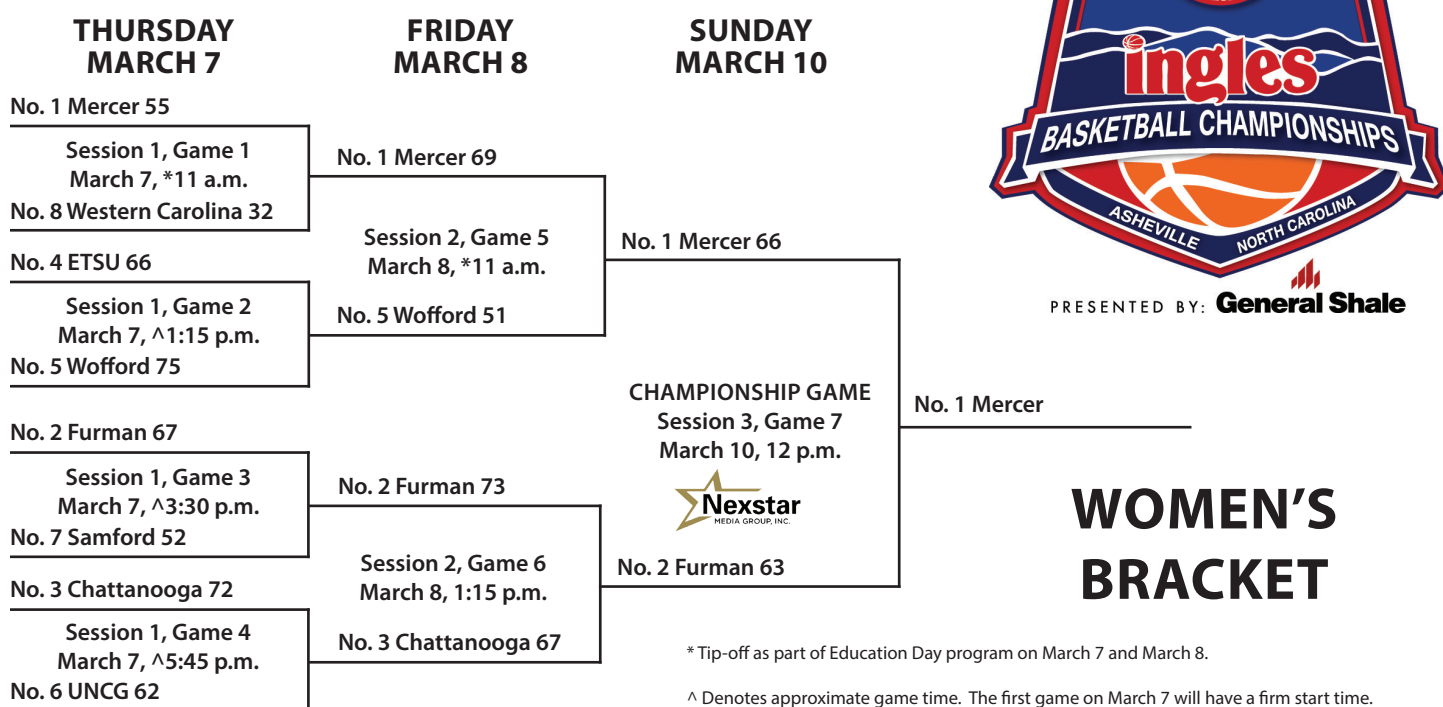 THURSDAY
MARCH 7
FRIDAY
MARCH 8
SUNDAY
MARCH 10
No. 1 Mercer 55
Session 1, Game 1
March 7, *11 a.m.
No. 8 Western Carolina 32
No. 4 ETSU 66
Session 1, Game 2
March 7, ^1:15 p.m.
No. 5 Wofford 75
No. 2 Furman 67
Session 1, Game 3
March 7, ^3:30 p.m.
No. 7 Samford 52
No. 3 Chattanooga 72
Session 1, Game 4
March 7, ^5:45 p.m.
No. 6 UNCG 62
No. 1 Mercer 69
Session 2, Game 5
March 8, *11 a.m.
No. 5 Wofford 51
No. 2 Furman 73
Session 2, Game 6
March 8, 1:15 p.m.
No. 3 Chattanooga 67
No. 1 Mercer 66
CHAMPIONSHIP GAME
Session 3, Game 7
March 10, 12 p.m.
Nexstar
MEDIA GROUP, INC.
No. 2 Furman 63
No. 1 Mercer
ingles
BASKETBALL CHAMPIONSHIPS
ASHEVILLE NORTH CAROLINA
PRESENTED BY: General Shale
WOMEN'S
BRACKET
* Tip-off as part of Education Day program on March 7 and March 8.
^ Denotes approximate game time. The first game on March 7 will have a firm start time.